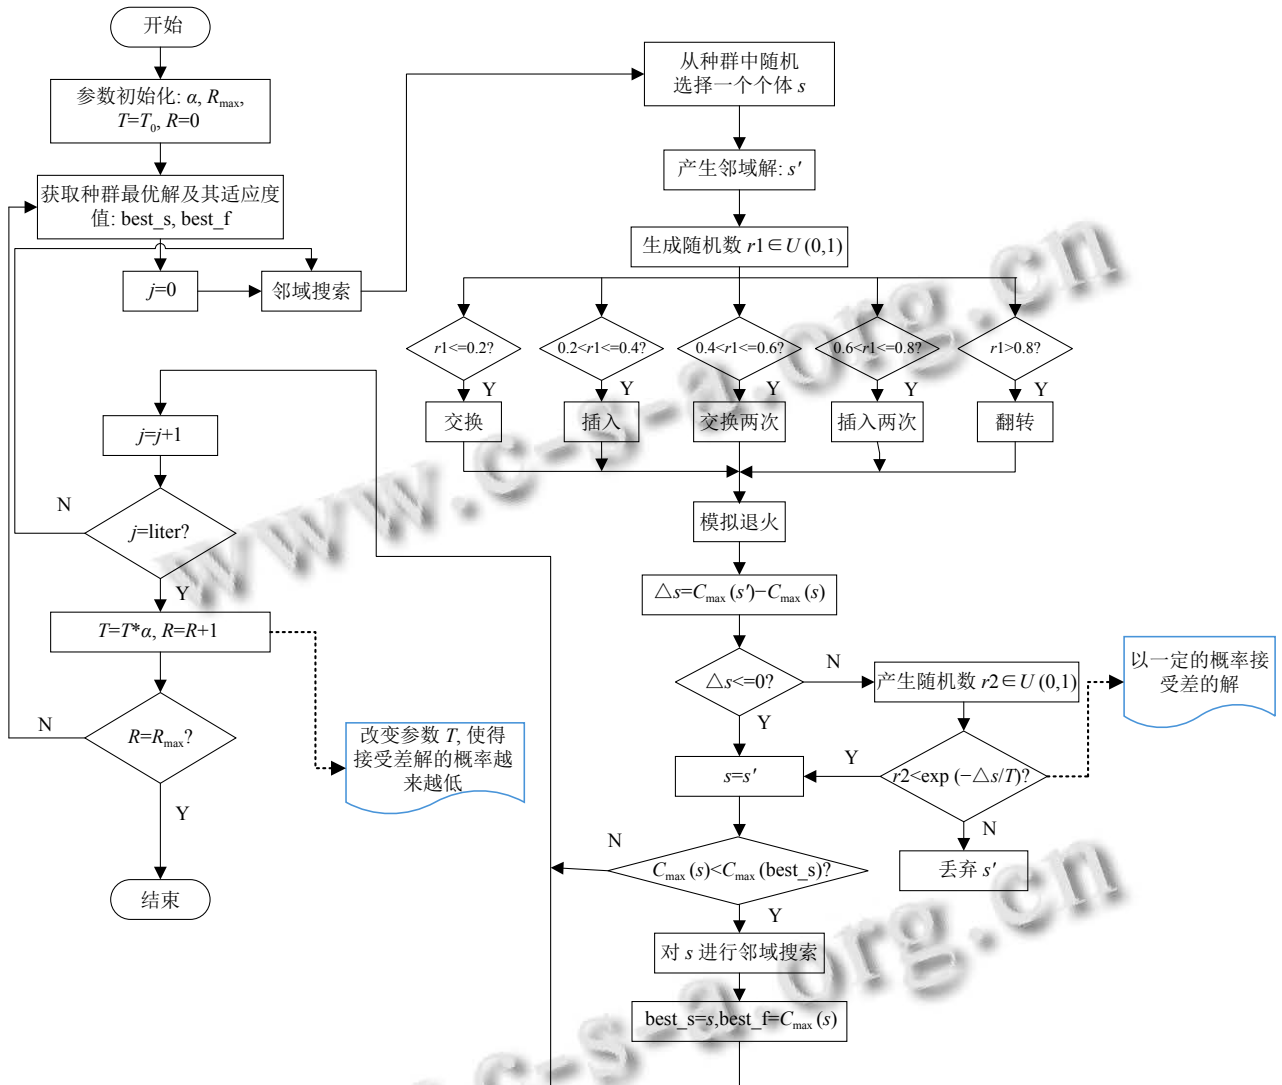 开始
参数初始化: α, Rmax,
T=T0, R=0
获取种群最优解及其适应度
值: best_s, best_f
j=0
邻域搜索
从种群中随机
选择一个个体 s
产生邻域解: s′
生成随机数 r1∈U (0,1)
r1<=0.2?
0.2<r1<=0.4?
0.4<r1<=0.6?
0.6<r1<=0.8?
r1>0.8?
Y
Y
Y
Y
Y
交换
插入
交换两次
插入两次
翻转
模拟退火
△s=Cmax (s′)−Cmax (s)
△s<=0?
N
Y
产生随机数 r2∈U (0,1)
以一定的概率接
受差的解
r2<exp (−△s/T)?
Y
N
丢弃 s′
s=s′
Cmax (s)<Cmax (best_s)?
N
Y
对 s 进行邻域搜索
best_s=s,best_f=Cmax (s)
j=j+1
j=liter?
N
Y
T=T*α, R=R+1
R=Rmax?
N
Y
改变参数 T, 使得
接受差解的概率越
来越低
结束
www.c-s-a.org.cn
c-s-a.org.cn